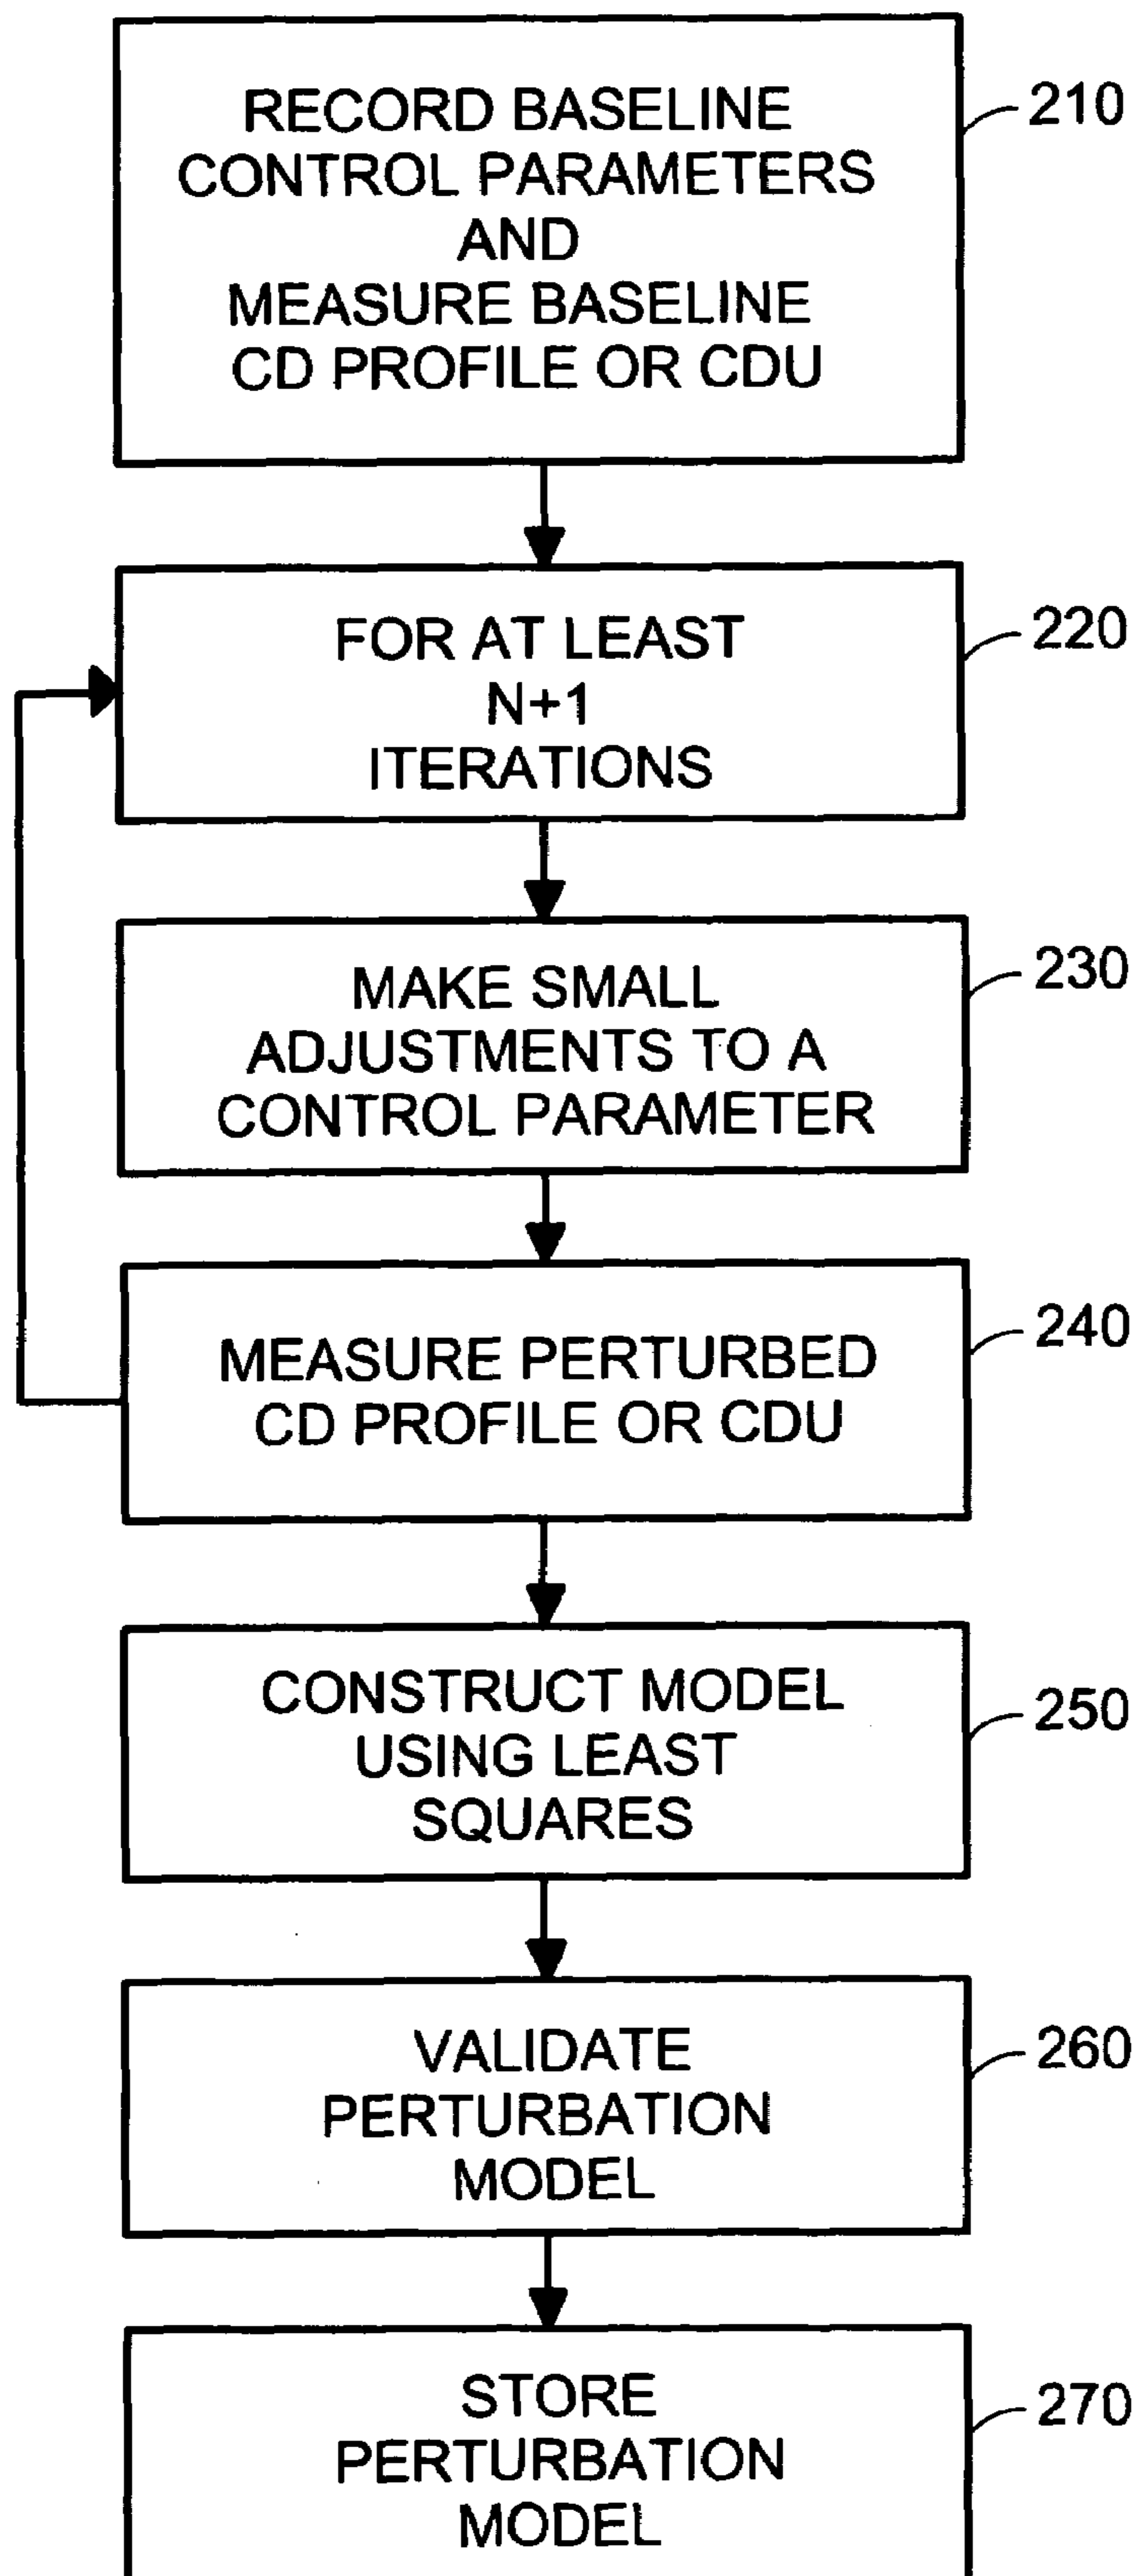 RECORD BASELINE
CONTROL PARAMETERS
AND
MEASURE BASELINE
CD PROFILE OR CDU
210
FOR AT LEAST
N+1
ITERATIONS
220
MAKE SMALL
ADJUSTMENTS TO A
CONTROL PARAMETER
230
MEASURE PERTURBED
CD PROFILE OR CDU
240
CONSTRUCT MODEL
USING LEAST
SQUARES
250
VALIDATE
PERTURBATION
MODEL
260
STORE
PERTURBATION
MODEL
270